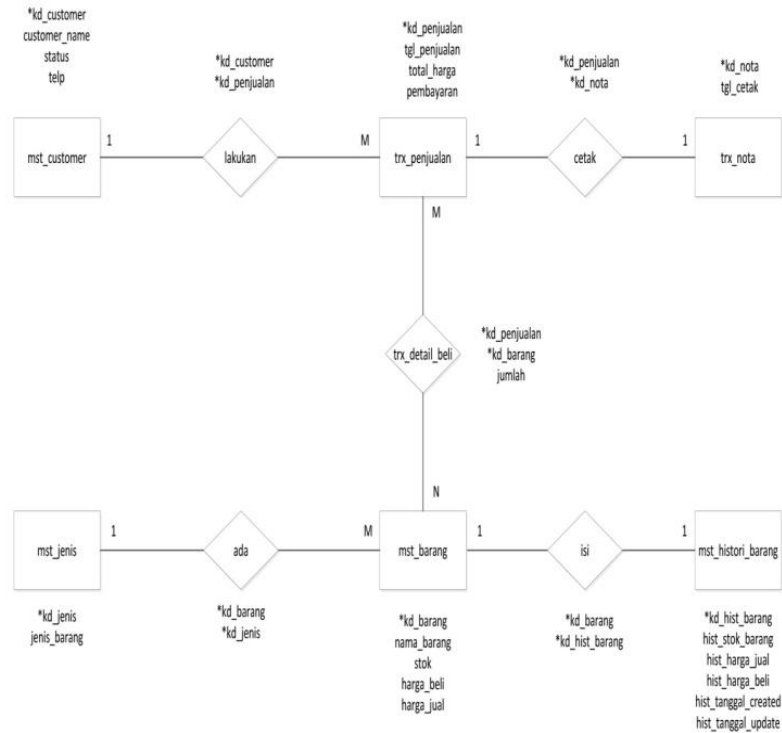 *kd_customer
customer_name
status
telp
*kd_customer
*kd_penjualan
*kd_penjualan
tgl_penjualan
total_harga
pembayaran
*kd_penjualan
*kd_nota
*kd_nota
tgl_cetak
mst_customer
1
lakukan
M
trx_penjualan
1
cetak
1
trx_nota
M
trx_detail_beli
*kd_penjualan
*kd_barang
jumlah
N
mst_jenis
1
ada
M
mst_barang
1
isi
1
mst_histori_barang
*kd_jenis
jenis_barang
*kd_barang
*kd_jenis
*kd_barang
nama_barang
stok
harga_beli
harga_jual
*kd_barang
*kd_hist_barang
*kd_hist_barang
hist_stok_barang
hist_harga_jual
hist_harga_beli
hist_tanggal_created
hist_tanggal_update